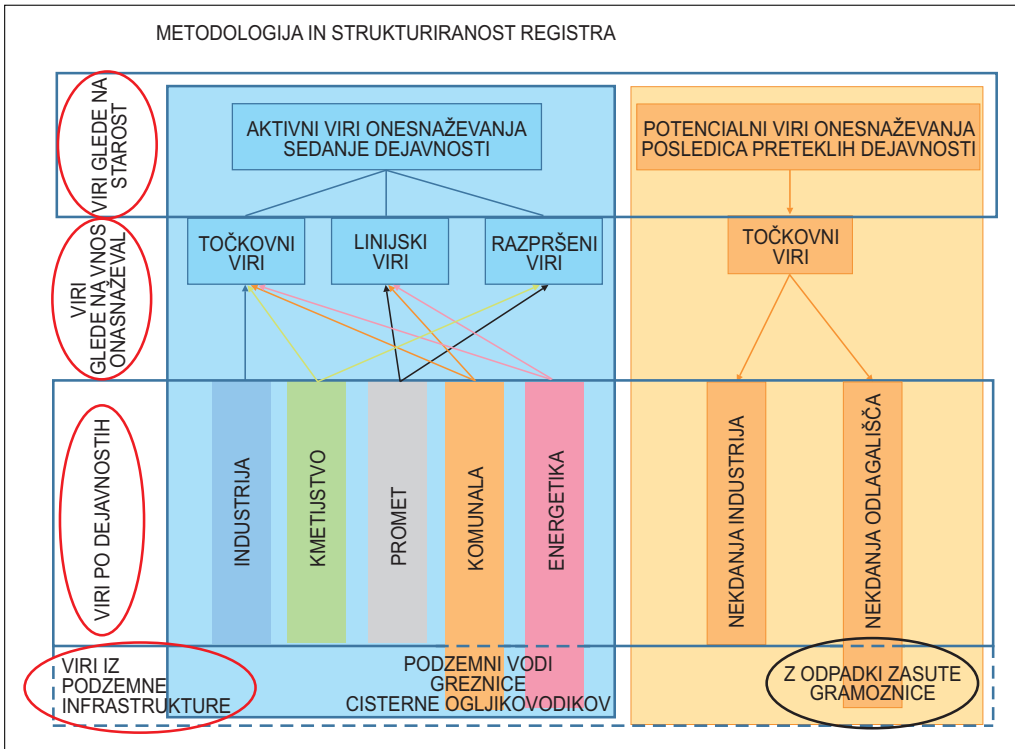 METODOLOGIJA IN STRUKTURIRANOST REGISTRA
VIRI GLEDE NA
STAROST
AKTIVNI VIRI ONESNAŽEVANJA
SEDANJE DEJAVNOSTI
POTENCIALNI VIRI ONESNAŽEVANJA
POSLEDICA PRETEKLIH DEJAVNOSTI
VIRI
GLEDE NA VNOS
ONASNAŽEVAL
TOČKOVNI
VIRI
LINIJSKI
VIRI
RAZPRŠENI
VIRI
TOČKOVNI
VIRI
VIRI PO DEJAVNOSTIH
INDUSTRIJA
KMETIJSTVO
PROMET
KOMUNALA
ENERGETIKA
NEKDANJA INDUSTRIJA
NEKDANJA ODLAGALIŠČA
VIRI IZ
PODZEMNE
INFRASTRUKTURE
PODZEMNI VODI
GREZNICE
CISTERNE OGLJIKOVODIKOV
Z ODPADKI ZASUTE
GRAMOZNICE